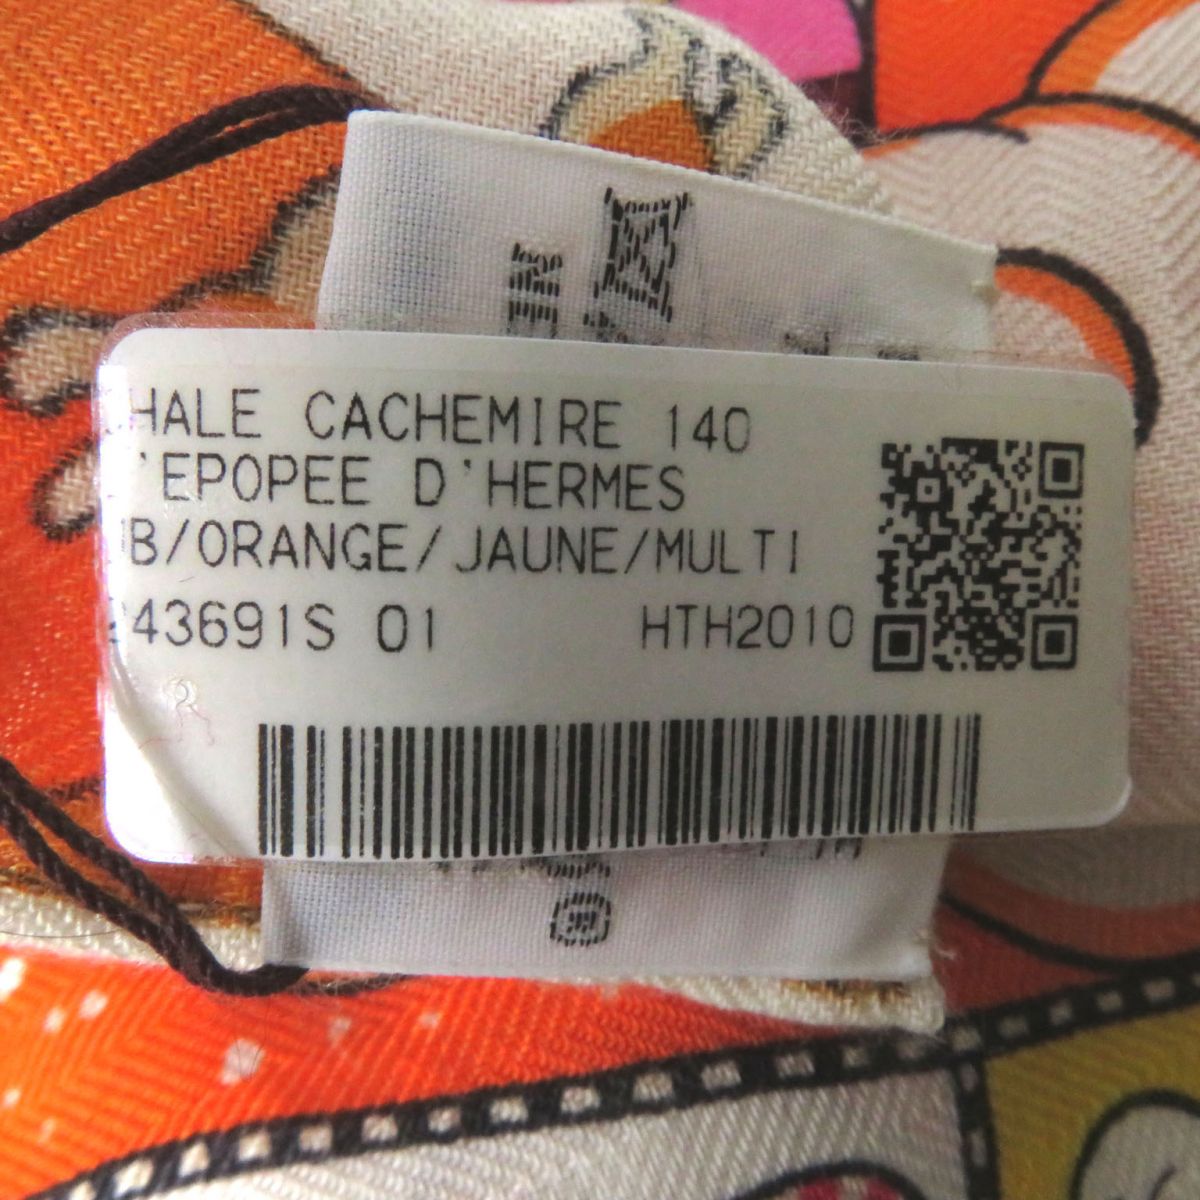 HALE CACHEMIRE 140
'EPOPEE D'HERMES
B/ORANGE/JAUNE/MULTI
43691S 01 HTH2010